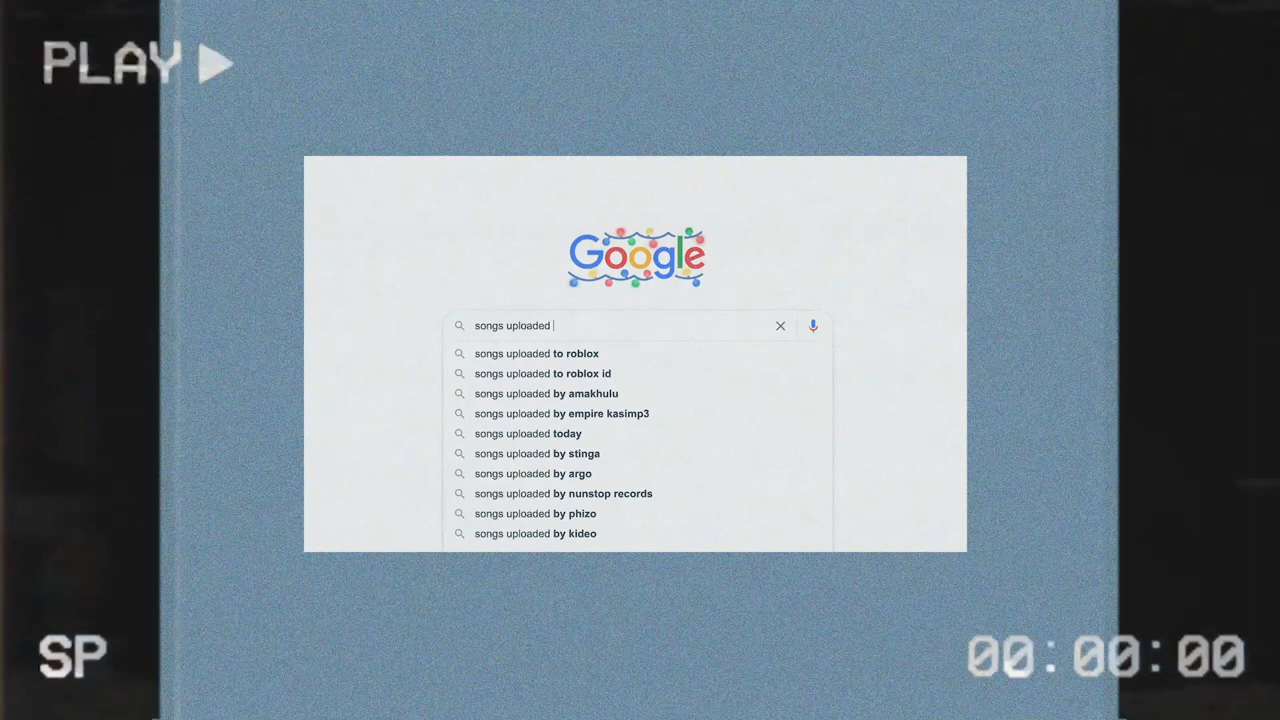 PLAY
Google
songs uploaded
songs uploaded to roblox
songs uploaded to roblox id
songs uploaded by amakhulu
songs uploaded by empire kasimp3
songs uploaded today
songs uploaded by stinga
songs uploaded by argo
songs uploaded by nunstop records
songs uploaded by phizo
songs uploaded by kideo
SP
00:00:00